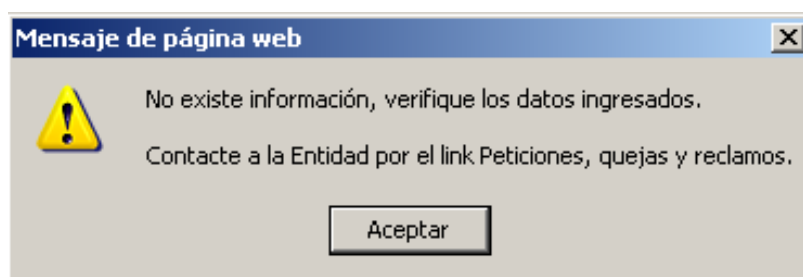 Mensaje de página web
No existe información, verifique los datos ingresados.
Contacte a la Entidad por el link Peticiones, quejas y reclamos.
Aceptar